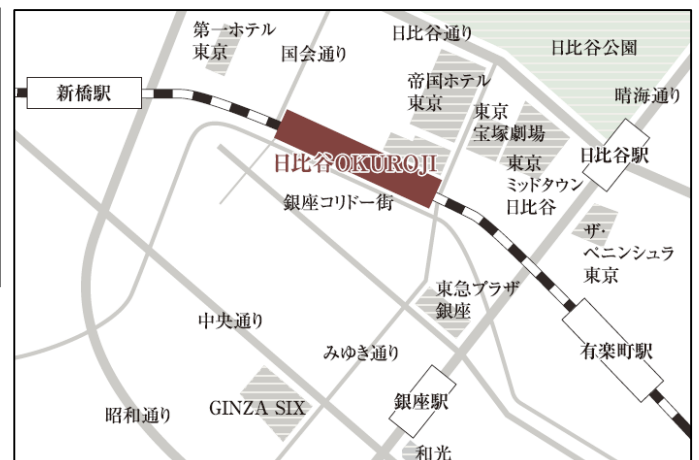 第一ホテル
東京
国会通り
日比谷通り
日比谷公園
新橋駅
帝国ホテル
東京
晴海通り
東京
宝塚劇場
日比谷OKUROJI
東京
ミッドタウン
日比谷
日比谷駅
銀座コリドー街
ザ・
ペニンシュラ
東京
東急プラザ
銀座
中央通り
みゆき通り
有楽町駅
昭和通り
GINZA SIX
銀座駅
和光